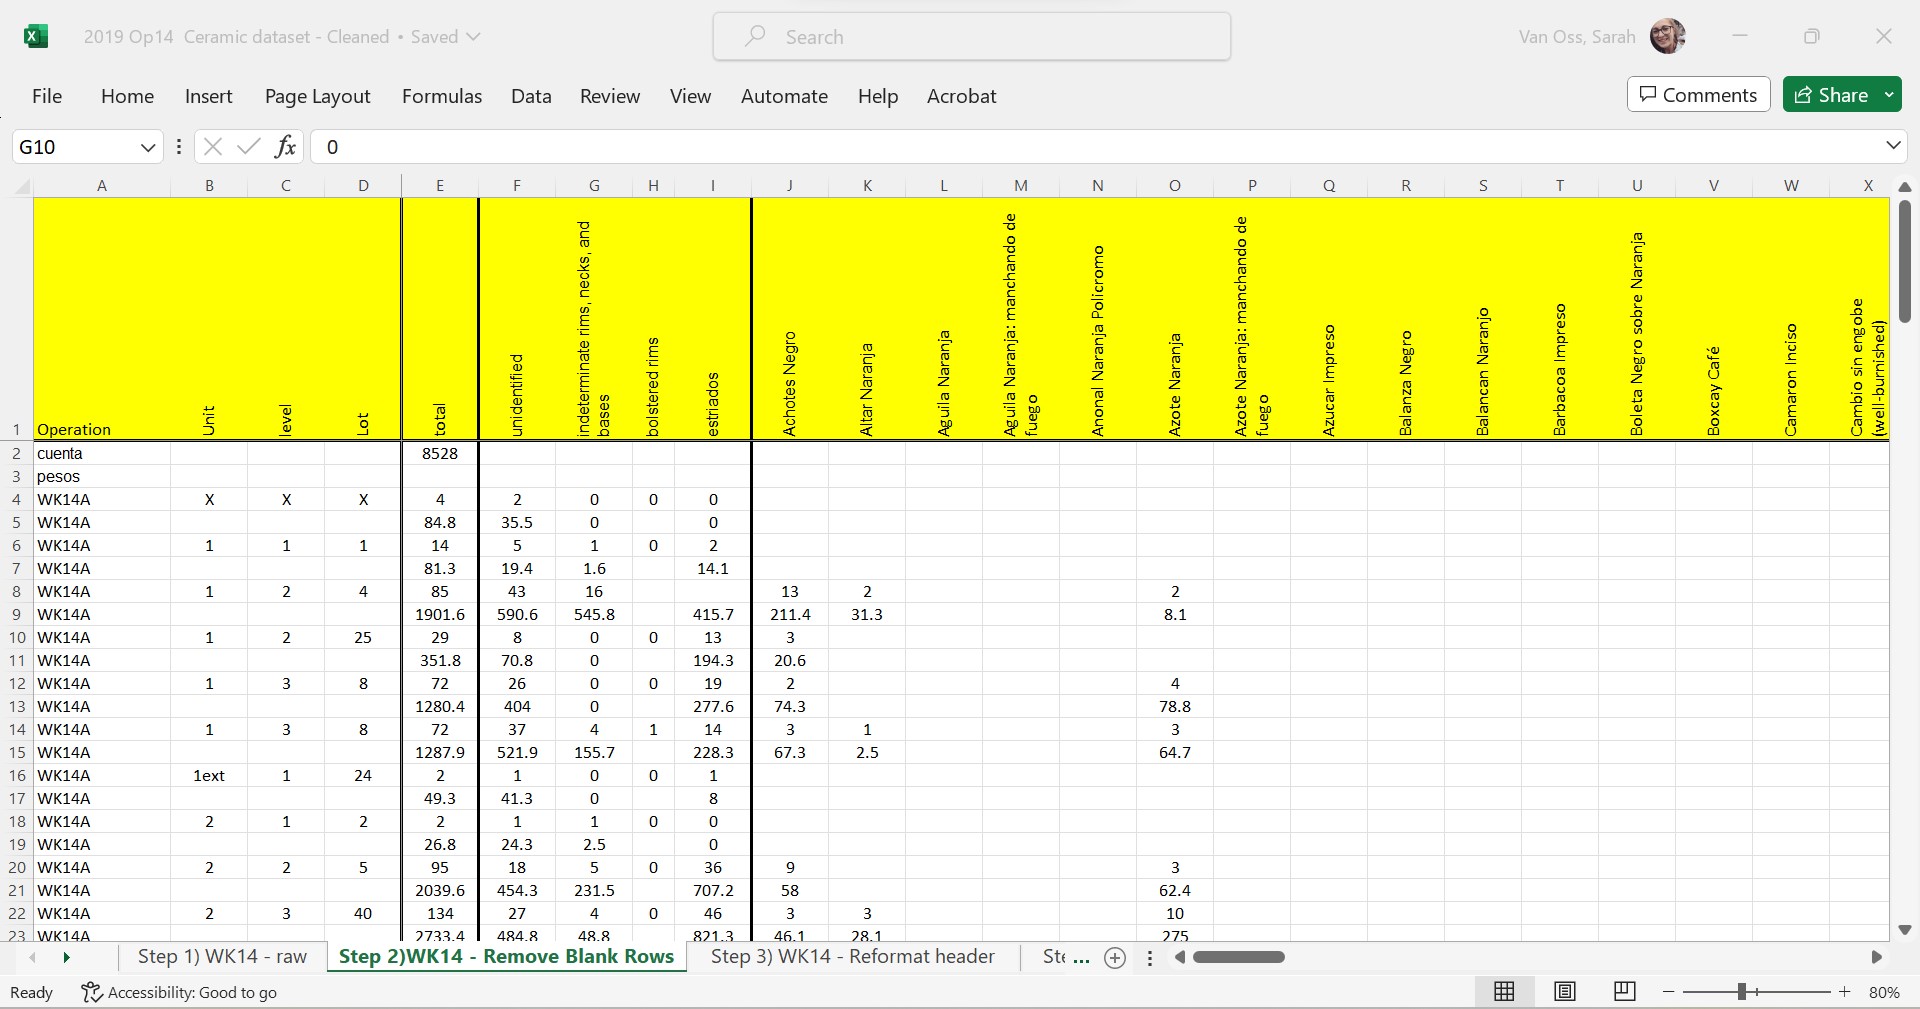 2019 Op14 Ceramic dataset - Cleaned • Saved
Search
Van Oss, Sarah
File Home Insert Page Layout Formulas Data Review View Automate Help Acrobat
Comments Share
G10 fx 0
A B C D E F G H I J K L M N O P Q R S T U V W X
1 Operation Unit level Lot total unidentified indeterminate rims, necks, and bases bolstered rims estriados Achotes Negro Altar Naranja Aguila Naranja Aguila Naranja: manchando de fuego Anonal Naranja Policromo Azote Naranja Azote Naranja: manchando de fuego Azucar Impreso Balanza Negro Balancan Naranjo Barbacoa Impreso Boleta Negro sobre Naranja Boxcay Café Camaron Inciso Cambio sin engobe (well-burnished)
2 cuenta 8528
3 pesos
4 WK14A X X X 4 2 0 0 0
5 WK14A 84.8 35.5 0 0
6 WK14A 1 1 1 14 5 1 0 2
7 WK14A 81.3 19.4 1.6 14.1
8 WK14A 1 2 4 85 43 16 13 2 2
9 WK14A 1901.6 590.6 545.8 415.7 211.4 31.3 8.1
10 WK14A 1 2 25 29 8 0 0 13 3
11 WK14A 351.8 70.8 0 194.3 20.6
12 WK14A 1 3 8 72 26 0 0 19 2 4
13 WK14A 1280.4 404 0 277.6 74.3 78.8
14 WK14A 1 3 8 72 37 4 1 14 3 1 3
15 WK14A 1287.9 521.9 155.7 228.3 67.3 2.5 64.7
16 WK14A 1ext 1 24 2 1 0 0 1
17 WK14A 49.3 41.3 0 8
18 WK14A 2 1 2 2 1 1 0 0
19 WK14A 26.8 24.3 2.5 0
20 WK14A 2 2 5 95 18 5 0 36 9 3
21 WK14A 2039.6 454.3 231.5 707.2 58 62.4
22 WK14A 2 3 40 134 27 4 0 46 3 3 10
23 WK14A 2733.4 484.8 48.8 821.3 46.1 28.1 275
Step 1) WK14 - raw Step 2)WK14 - Remove Blank Rows Step 3) WK14 - Reformat header Ste ...
Ready Accessibility: Good to go 80%